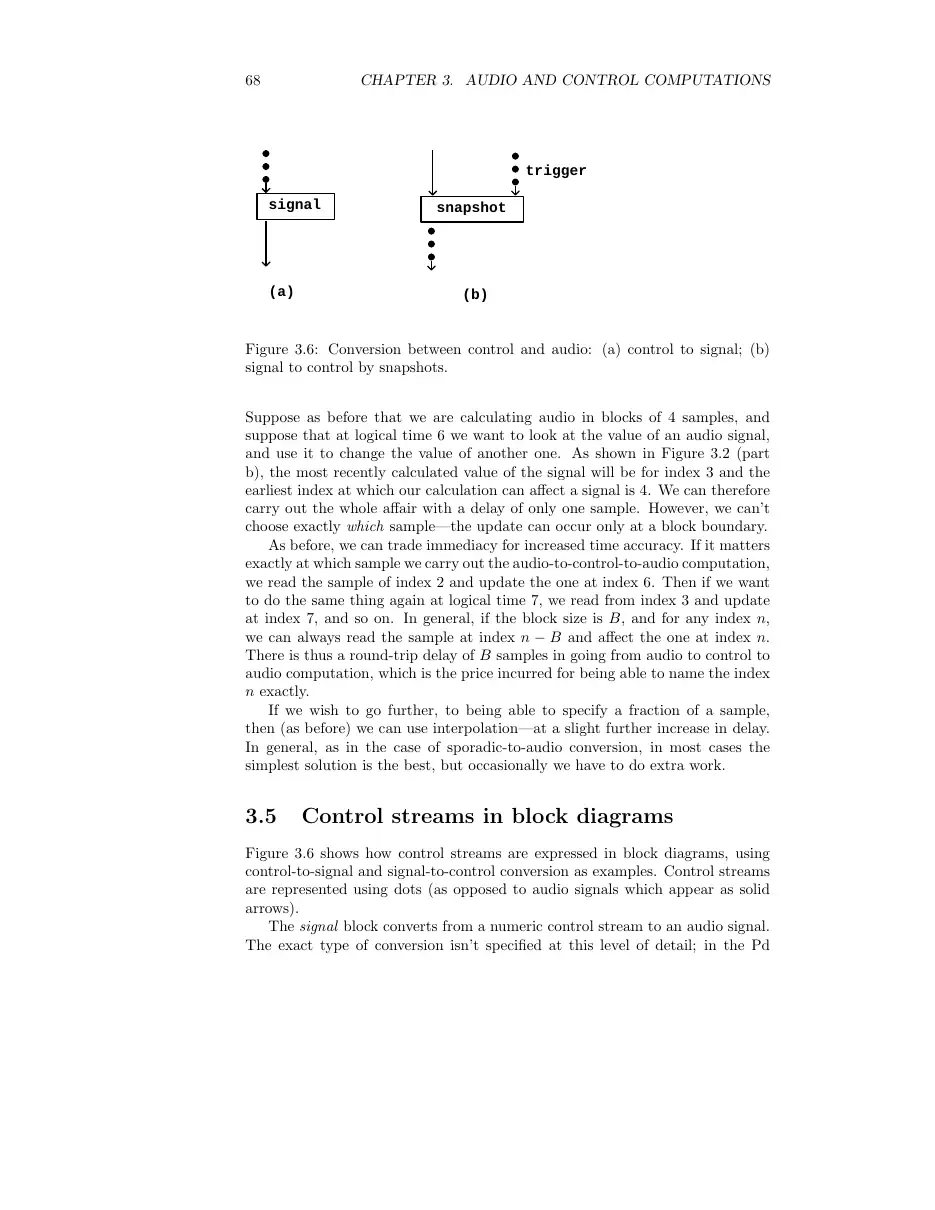 68 CHAPTER 3. AUDIO AND CONTROL COMPUTATIONS
trigger
signal
snapshot
(a)
(b)
Figure 3.6: Conversion between control and audio: (a) control to signal; (b)
signal to control by snapshots.
Suppose as before that we are calculating audio in blocks of 4 samples, and
suppose that at logical time 6 we want to look at the value of an audio signal,
and use it to change the value of another one. As shown in Figure 3.2 (part
b), the most recently calculated value of the signal will be for index 3 and the
earliest index at which our calculation can affect a signal is 4. We can therefore
carry out the whole affair with a delay of only one sample. However, we can't
choose exactly which sample—the update can occur only at a block boundary.
As before, we can trade immediacy for increased time accuracy. If it matters
exactly at which sample we carry out the audio-to-control-to-audio computation,
we read the sample of index 2 and update the one at index 6. Then if we want
to do the same thing again at logical time 7, we read from index 3 and update
at index 7, and so on. In general, if the block size is B, and for any index n,
we can always read the sample at index n − B and affect the one at index n.
There is thus a round-trip delay of B samples in going from audio to control to
audio computation, which is the price incurred for being able to name the index
n exactly.
If we wish to go further, to being able to specify a fraction of a sample,
then (as before) we can use interpolation—at a slight further increase in delay.
In general, as in the case of sporadic-to-audio conversion, in most cases the
simplest solution is the best, but occasionally we have to do extra work.
3.5 Control streams in block diagrams
Figure 3.6 shows how control streams are expressed in block diagrams, using
control-to-signal and signal-to-control conversion as examples. Control streams
are represented using dots (as opposed to audio signals which appear as solid
arrows).
The signal block converts from a numeric control stream to an audio signal.
The exact type of conversion isn't specified at this level of detail; in the Pd